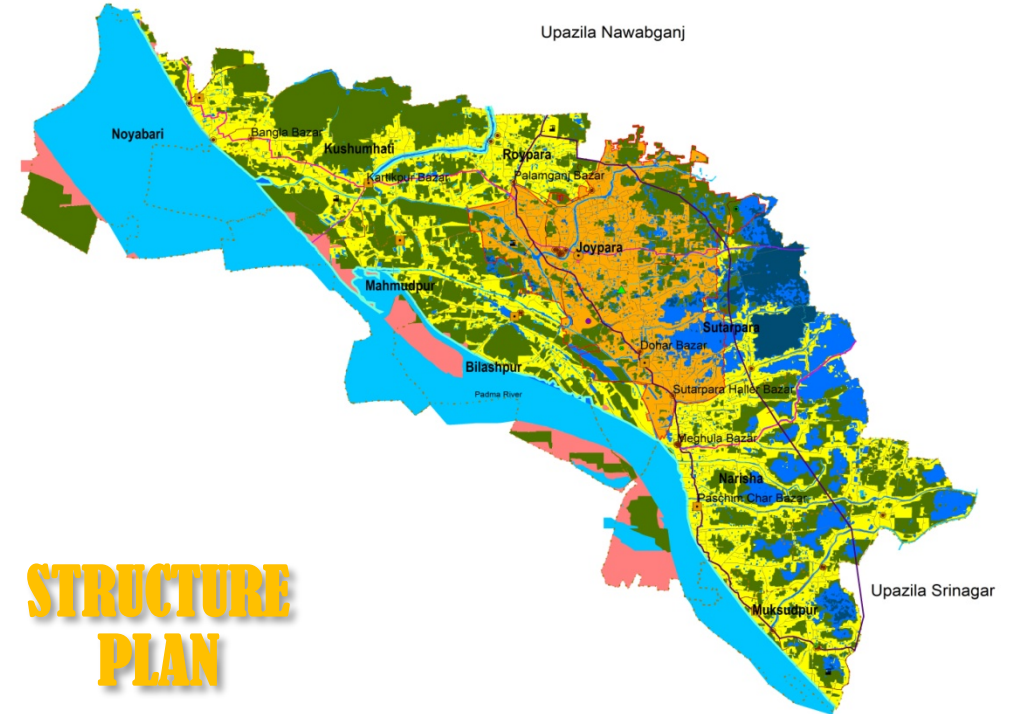 Upazila Nawabganj
Noyabari
Bangla Bazar
Kushumhati
Roypara
Kartikpur Bazar
Palamganj Bazar
Joypara
Mahmudpur
Sutarpara
Dohar Bazar
Bilashpur
Sutarpara Haller Bazar
Padma River
Meghula Bazar
Narisha
Paschim Char Bazar
Upazila Srinagar
Muksudpur
STRUCTURE
PLAN